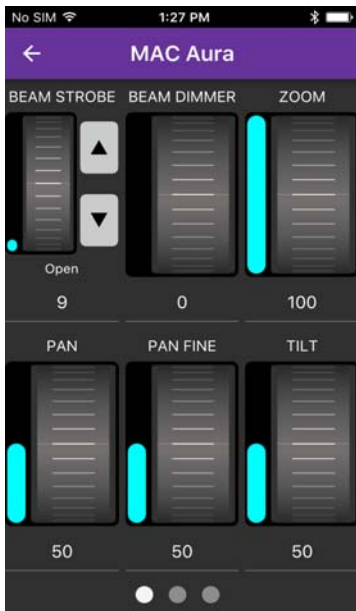 No SIM 1:27 PM
MAC Aura
BEAM STROBE BEAM DIMMER ZOOM
Open
9 0 100
PAN PAN FINE TILT
50 50 50